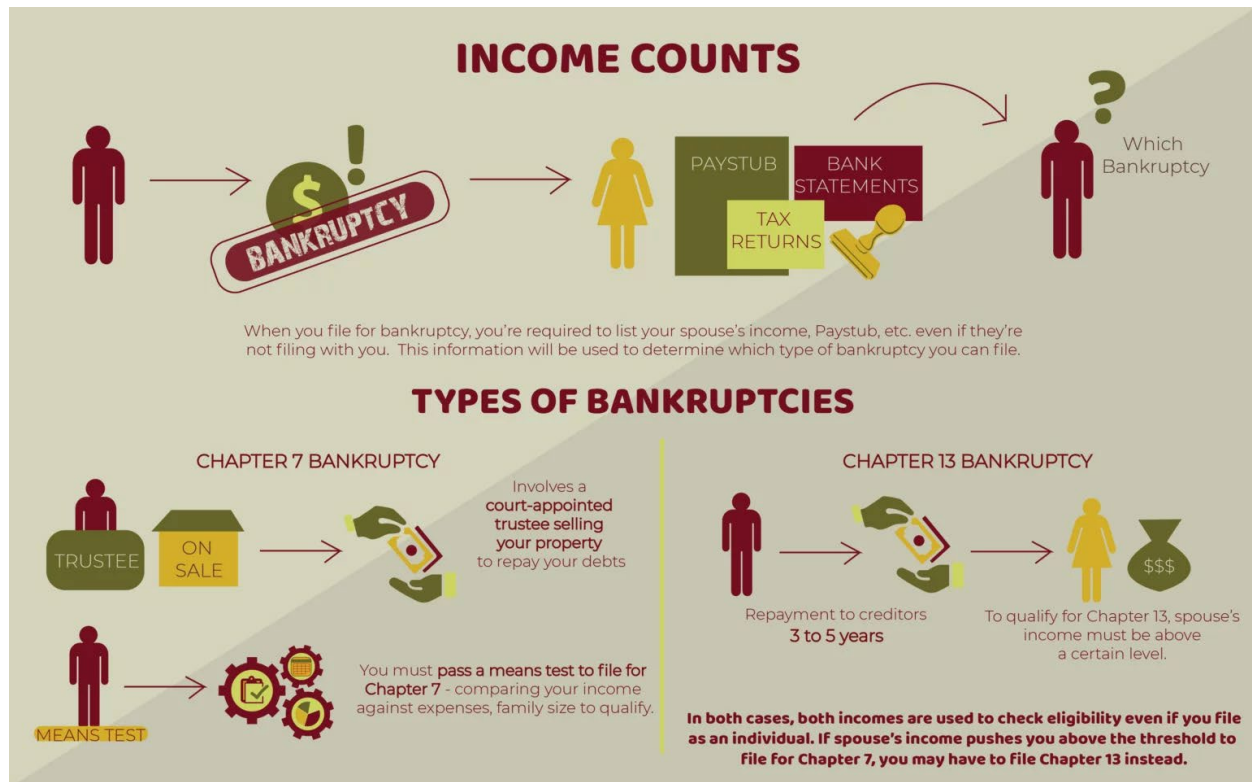 INCOME COUNTS
$
!
BANKRUPTCY
PAYSTUB
BANK
STATEMENTS
TAX
RETURNS
?
Which
Bankruptcy
When you file for bankruptcy, you're required to list your spouse's income, Paystub, etc. even if they're
not filing with you. This information will be used to determine which type of bankruptcy you can file.
TYPES OF BANKRUPTCIES
CHAPTER 7 BANKRUPTCY
TRUSTEE
ON
SALE
Involves a
court-appointed
trustee selling
your property
to repay your debts
MEANS TEST
You must pass a means test to file for
Chapter 7 - comparing your income
against expenses, family size to qualify.
CHAPTER 13 BANKRUPTCY
Repayment to creditors
3 to 5 years
$$$
To qualify for Chapter 13, spouse's
income must be above
a certain level.
In both cases, both incomes are used to check eligibility even if you file
as an individual. If spouse's income pushes you above the threshold to
file for Chapter 7, you may have to file Chapter 13 instead.